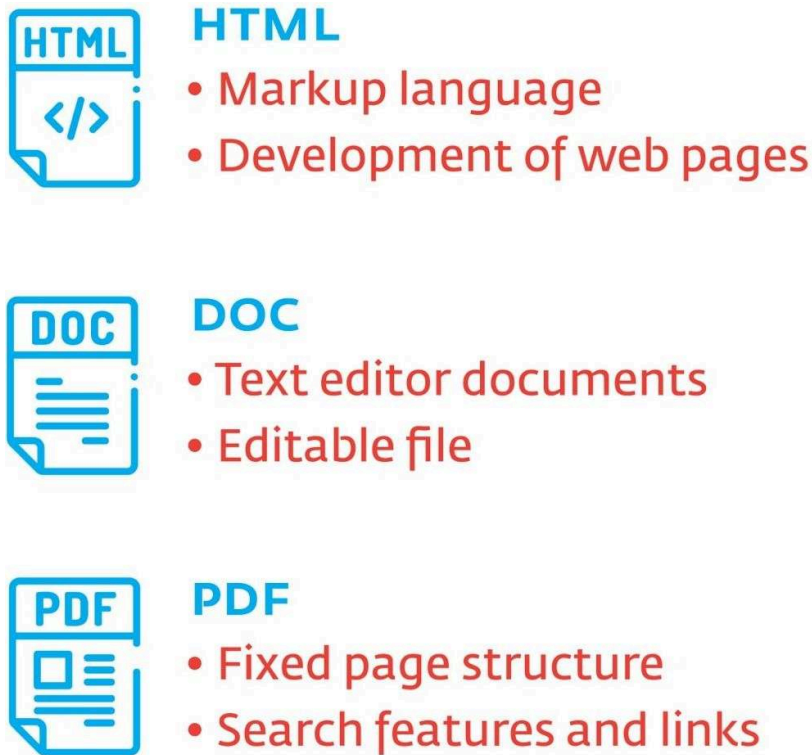 HTML
HTML
</>
• Markup language
• Development of web pages
DOC
DOC
• Text editor documents
• Editable file
PDF
PDF
• Fixed page structure
• Search features and links